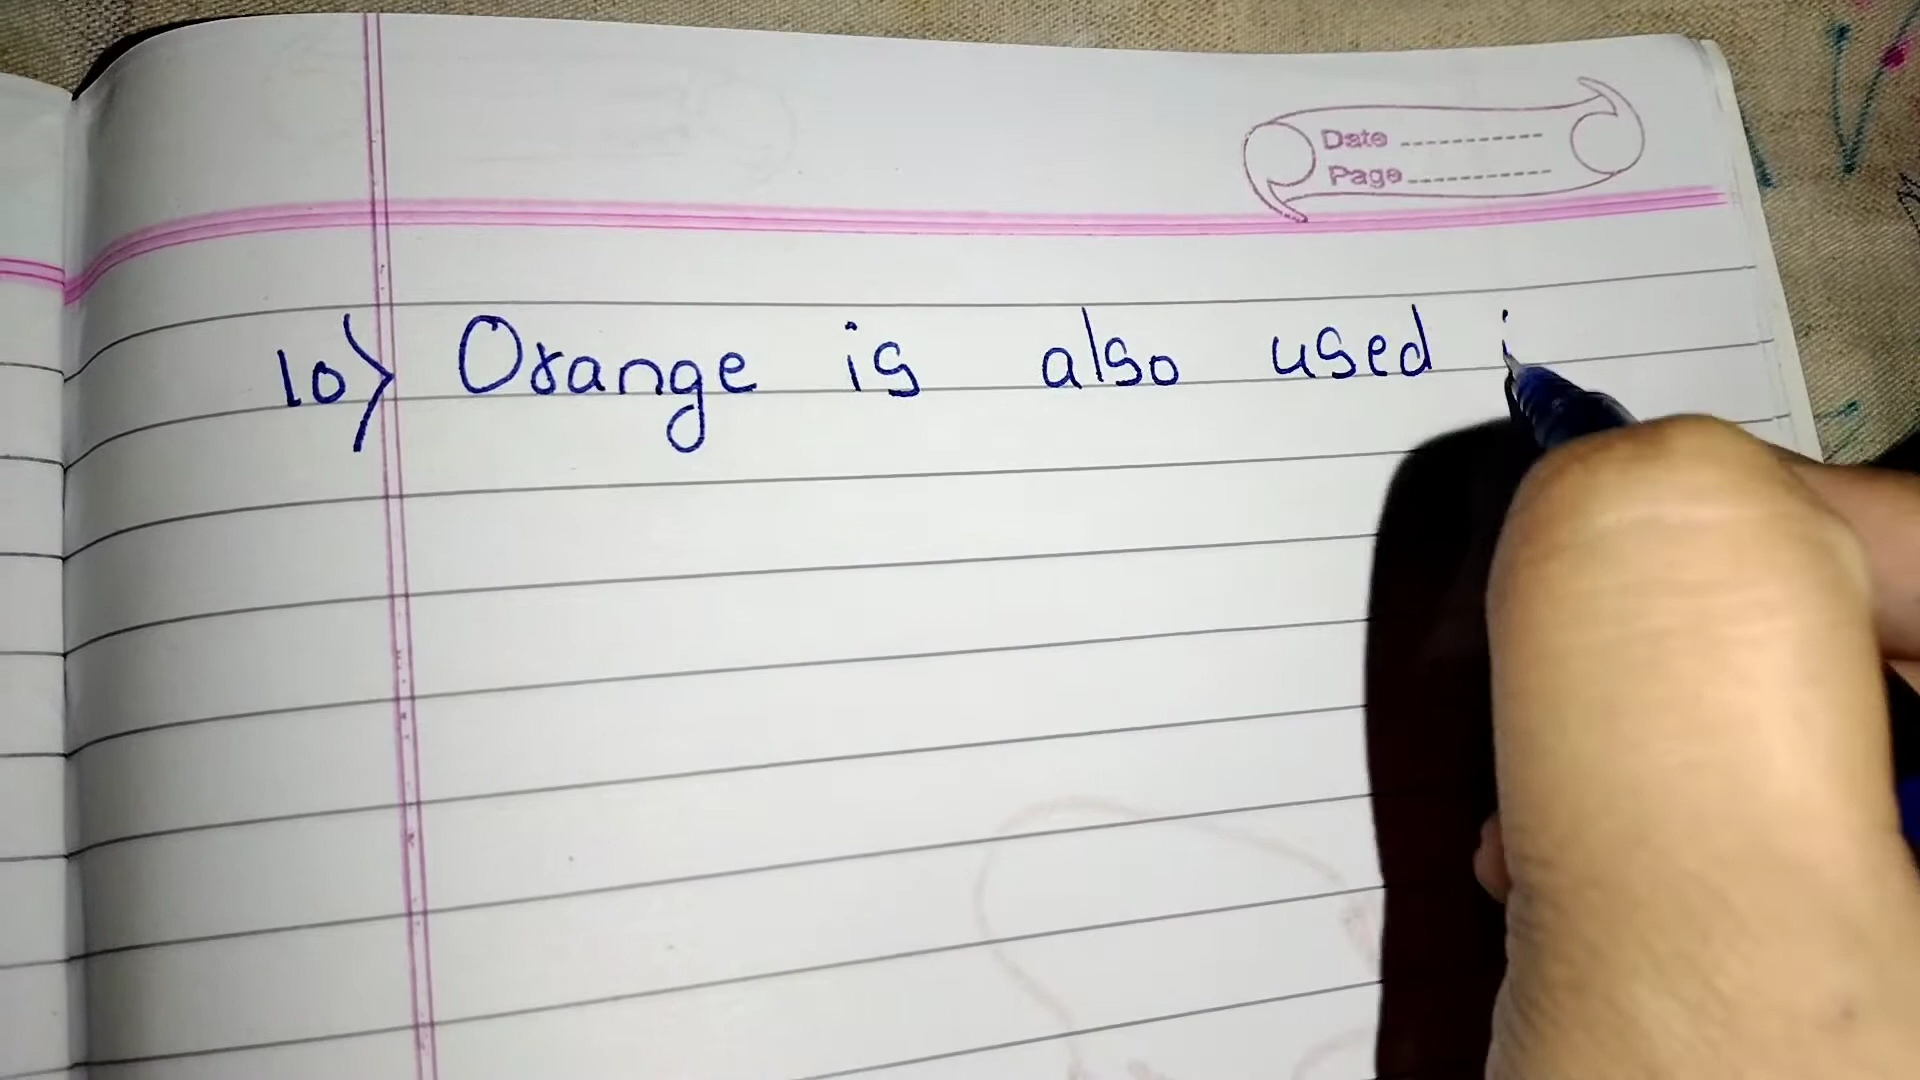 Date
Page
10) Orange is also used i